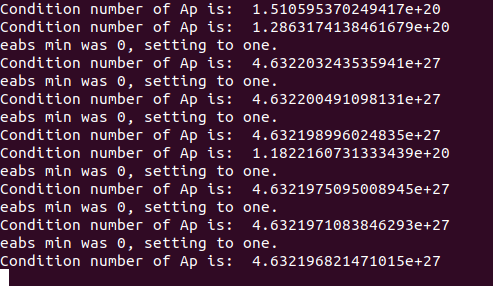 Condition number of Ap is:  1.510595370249417e+20
Condition number of Ap is:  1.2863174138461679e+20
eabs min was 0, setting to one.
Condition number of Ap is:  4.632203243535941e+27
eabs min was 0, setting to one.
Condition number of Ap is:  4.632200491098131e+27
eabs min was 0, setting to one.
Condition number of Ap is:  4.632198996024835e+27
Condition number of Ap is:  1.1822160731333439e+20
eabs min was 0, setting to one.
Condition number of Ap is:  4.6321975095008945e+27
eabs min was 0, setting to one.
Condition number of Ap is:  4.6321971083846293e+27
eabs min was 0, setting to one.
Condition number of Ap is:  4.632196821471015e+27